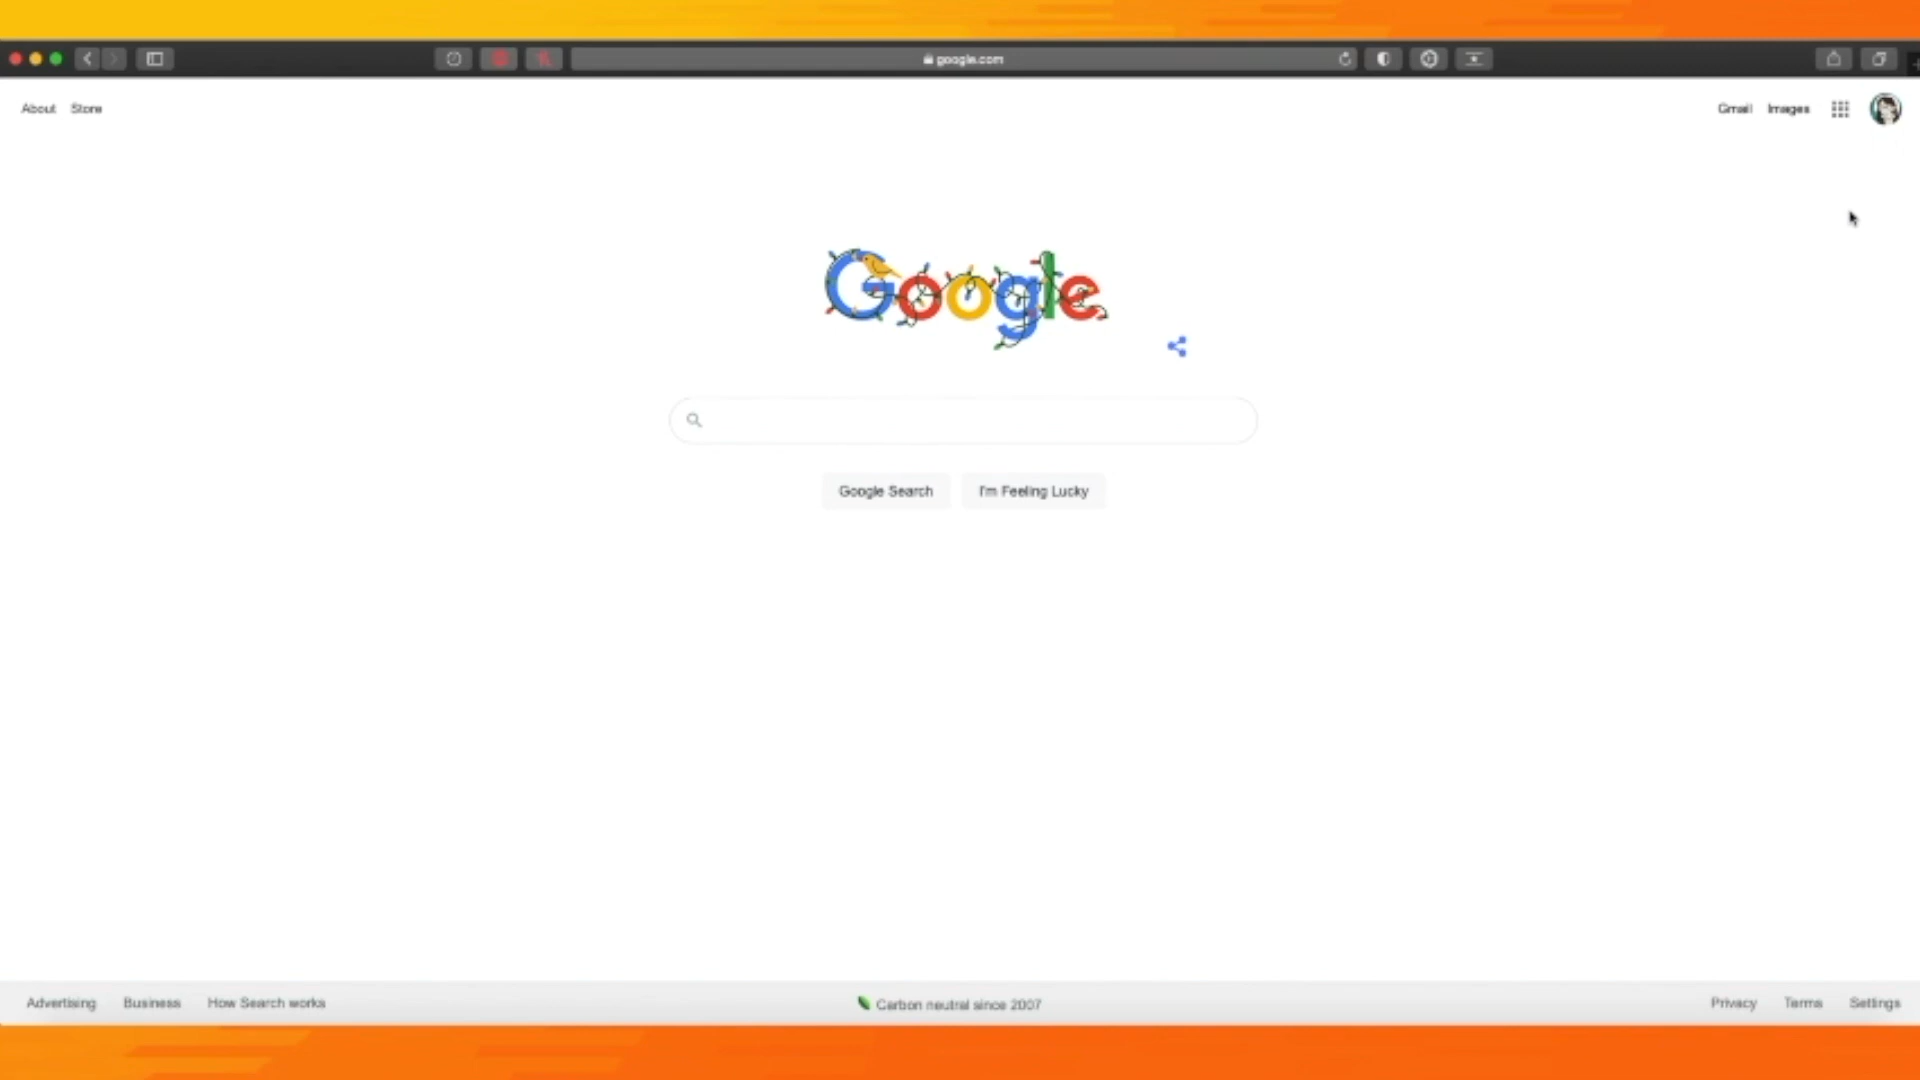 google.com
About Store
Gmail Images
Google
Google Search
I'm Feeling Lucky
Advertising Business How Search works
Carbon neutral since 2007
Privacy Terms Settings